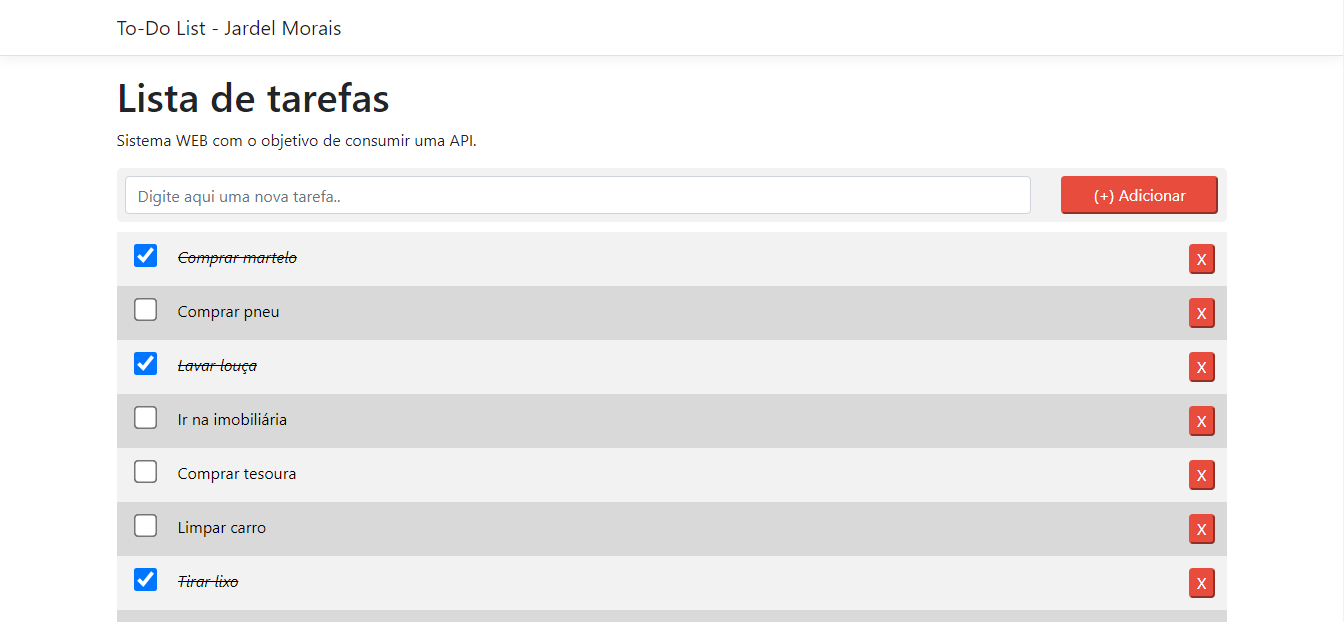 To-Do List - Jardel Morais
Lista de tarefas
Sistema WEB com o objetivo de consumir uma API.
Digite aqui uma nova tarefa..
(+) Adicionar
Comprar martelo
X
Comprar pneu
X
Lavar louça
X
Ir na imobiliária
X
Comprar tesoura
X
Limpar carro
X
Tirar lixo
X